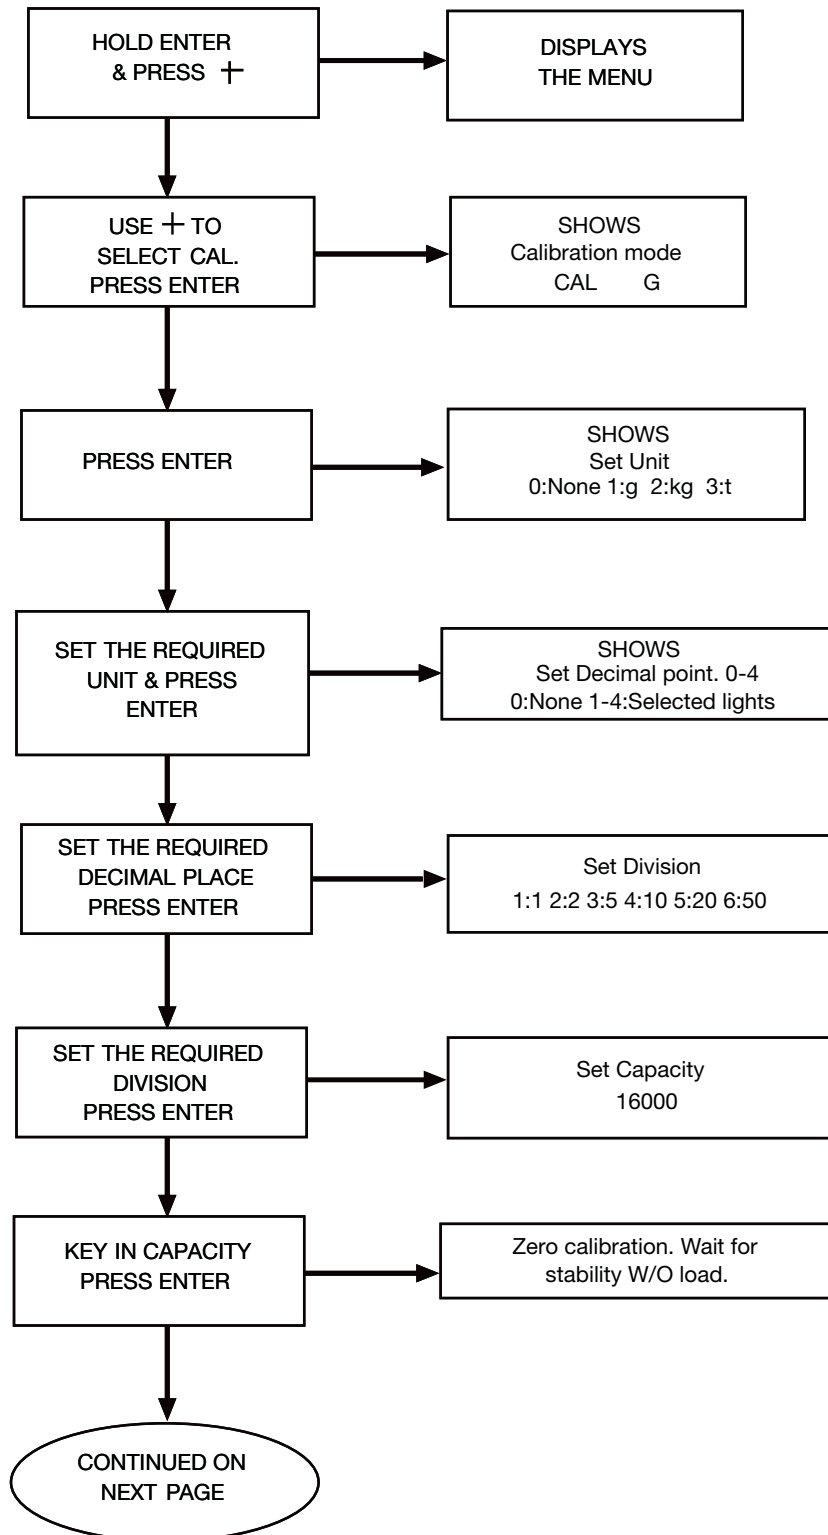 HOLD ENTER
& PRESS +
DISPLAYS
THE MENU
USE + TO
SELECT CAL.
PRESS ENTER
SHOWS
Calibration mode
CAL G
PRESS ENTER
SHOWS
Set Unit
0:None 1:g 2:kg 3:t
SET THE REQUIRED
UNIT & PRESS
ENTER
SHOWS
Set Decimal point. 0-4
0:None 1-4:Selected lights
SET THE REQUIRED
DECIMAL PLACE
PRESS ENTER
Set Division
1:1 2:2 3:5 4:10 5:20 6:50
SET THE REQUIRED
DIVISION
PRESS ENTER
Set Capacity
16000
KEY IN CAPACITY
PRESS ENTER
Zero calibration. Wait for
stability W/O load.
CONTINUED ON
NEXT PAGE